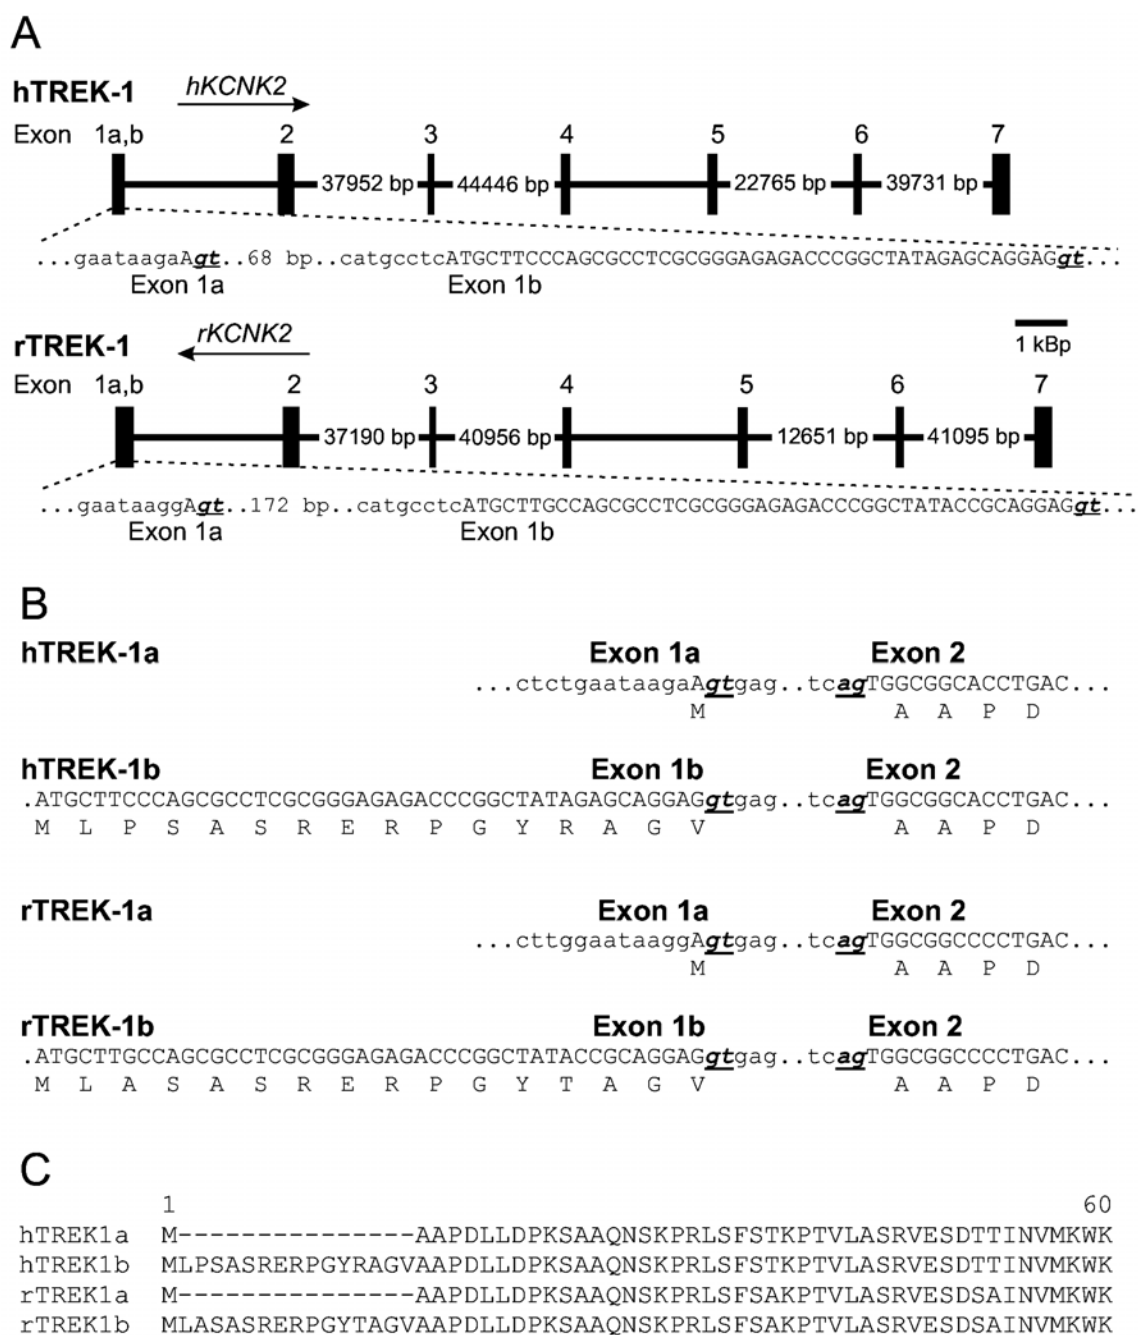 A
hTREK-1 hKCNK2
Exon 1a,b 2 3 4 5 6 7
37952 bp 44446 bp 22765 bp 39731 bp
...gaataagaAgt..68 bp..catgcctcATGCTTCCCAGCGCCTCGCGGGAGAGACCCGGCTATAGAGCAGGAGgt...
Exon 1a Exon 1b
rTREK-1 rKCNK2 1 kBp
Exon 1a,b 2 3 4 5 6 7
37190 bp 40956 bp 12651 bp 41095 bp
...gaataaggAgt..172 bp..catgcctcATGCTTGCCAGCGCCTCGCGGGAGAGACCCGGCTATACCGCAGGAGgt...
Exon 1a Exon 1b
B
hTREK-1a Exon 1a Exon 2
...ctctgaataagaAgtgag..tcagTGGCGGCACCTGAC...
M A A P D
hTREK-1b Exon 1b Exon 2
.ATGCTTCCCAGCGCCTCGCGGGAGAGACCCGGCTATAGAGCAGGAGgtgag..tcagTGGCGGCACCTGAC...
M L P S A S R E R P G Y R A G V A A P D
rTREK-1a Exon 1a Exon 2
...cttggaataaggAgtgag..tcagTGGCGGCCCCTGAC...
M A A P D
rTREK-1b Exon 1b Exon 2
.ATGCTTGCCAGCGCCTCGCGGGAGAGACCCGGCTATACCGCAGGAGgtgag..tcagTGGCGGCCCCTGAC...
M L A S A S R E R P G Y T A G V A A P D
C
1 60
hTREK1a M---------------AAPDLLDPKSAAQNSKPRLSFSTKPTVLASRVESDTTINVMKWK
hTREK1b MLPSASRERPGYRAGVAAPDLLDPKSAAQNSKPRLSFSTKPTVLASRVESDTTINVMKWK
rTREK1a M---------------AAPDLLDPKSAAQNSKPRLSFSAKPTVLASRVESDSAINVMKWK
rTREK1b MLASASRERPGYTAGVAAPDLLDPKSAAQNSKPRLSFSAKPTVLASRVESDSAINVMKWK